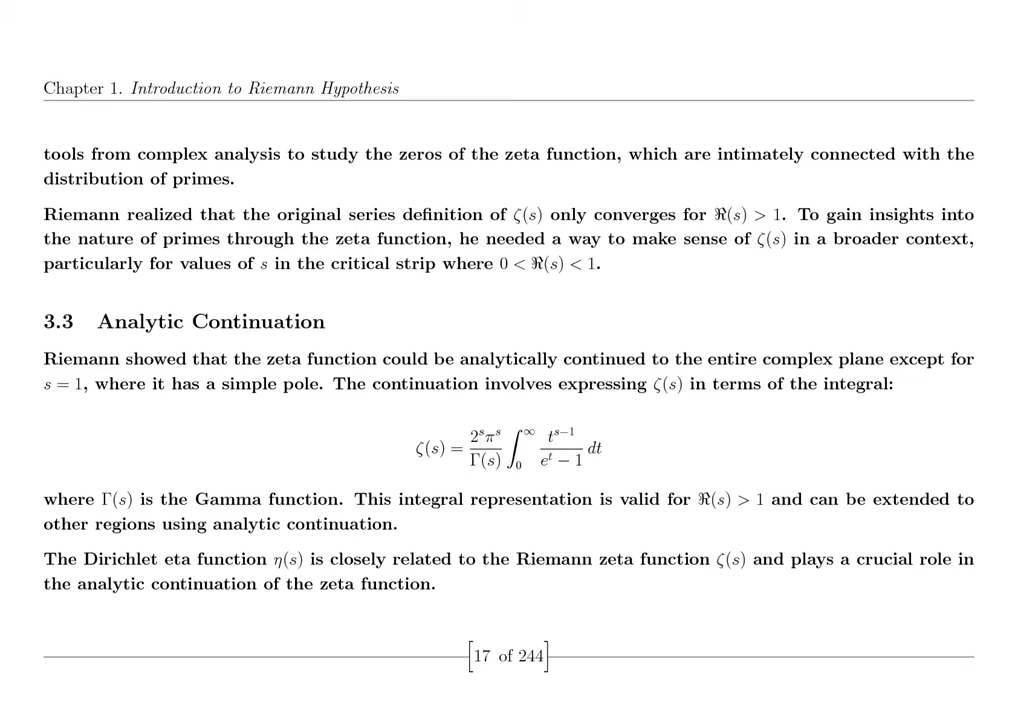 Chapter 1. Introduction to Riemann Hypothesis
tools from complex analysis to study the zeros of the zeta function, which are intimately connected with the
distribution of primes.
Riemann realized that the original series definition of ζ(s) only converges for ℜ(s) > 1. To gain insights into
the nature of primes through the zeta function, he needed a way to make sense of ζ(s) in a broader context,
particularly for values of s in the critical strip where 0 < ℜ(s) < 1.
3.3 Analytic Continuation
Riemann showed that the zeta function could be analytically continued to the entire complex plane except for
s = 1, where it has a simple pole. The continuation involves expressing ζ(s) in terms of the integral:
ζ(s) = \frac{2^s π^s}{Γ(s)} ∫_0^∞ \frac{t^{s−1}}{e^t − 1} dt
where Γ(s) is the Gamma function. This integral representation is valid for ℜ(s) > 1 and can be extended to
other regions using analytic continuation.
The Dirichlet eta function η(s) is closely related to the Riemann zeta function ζ(s) and plays a crucial role in
the analytic continuation of the zeta function.
[17 of 244]